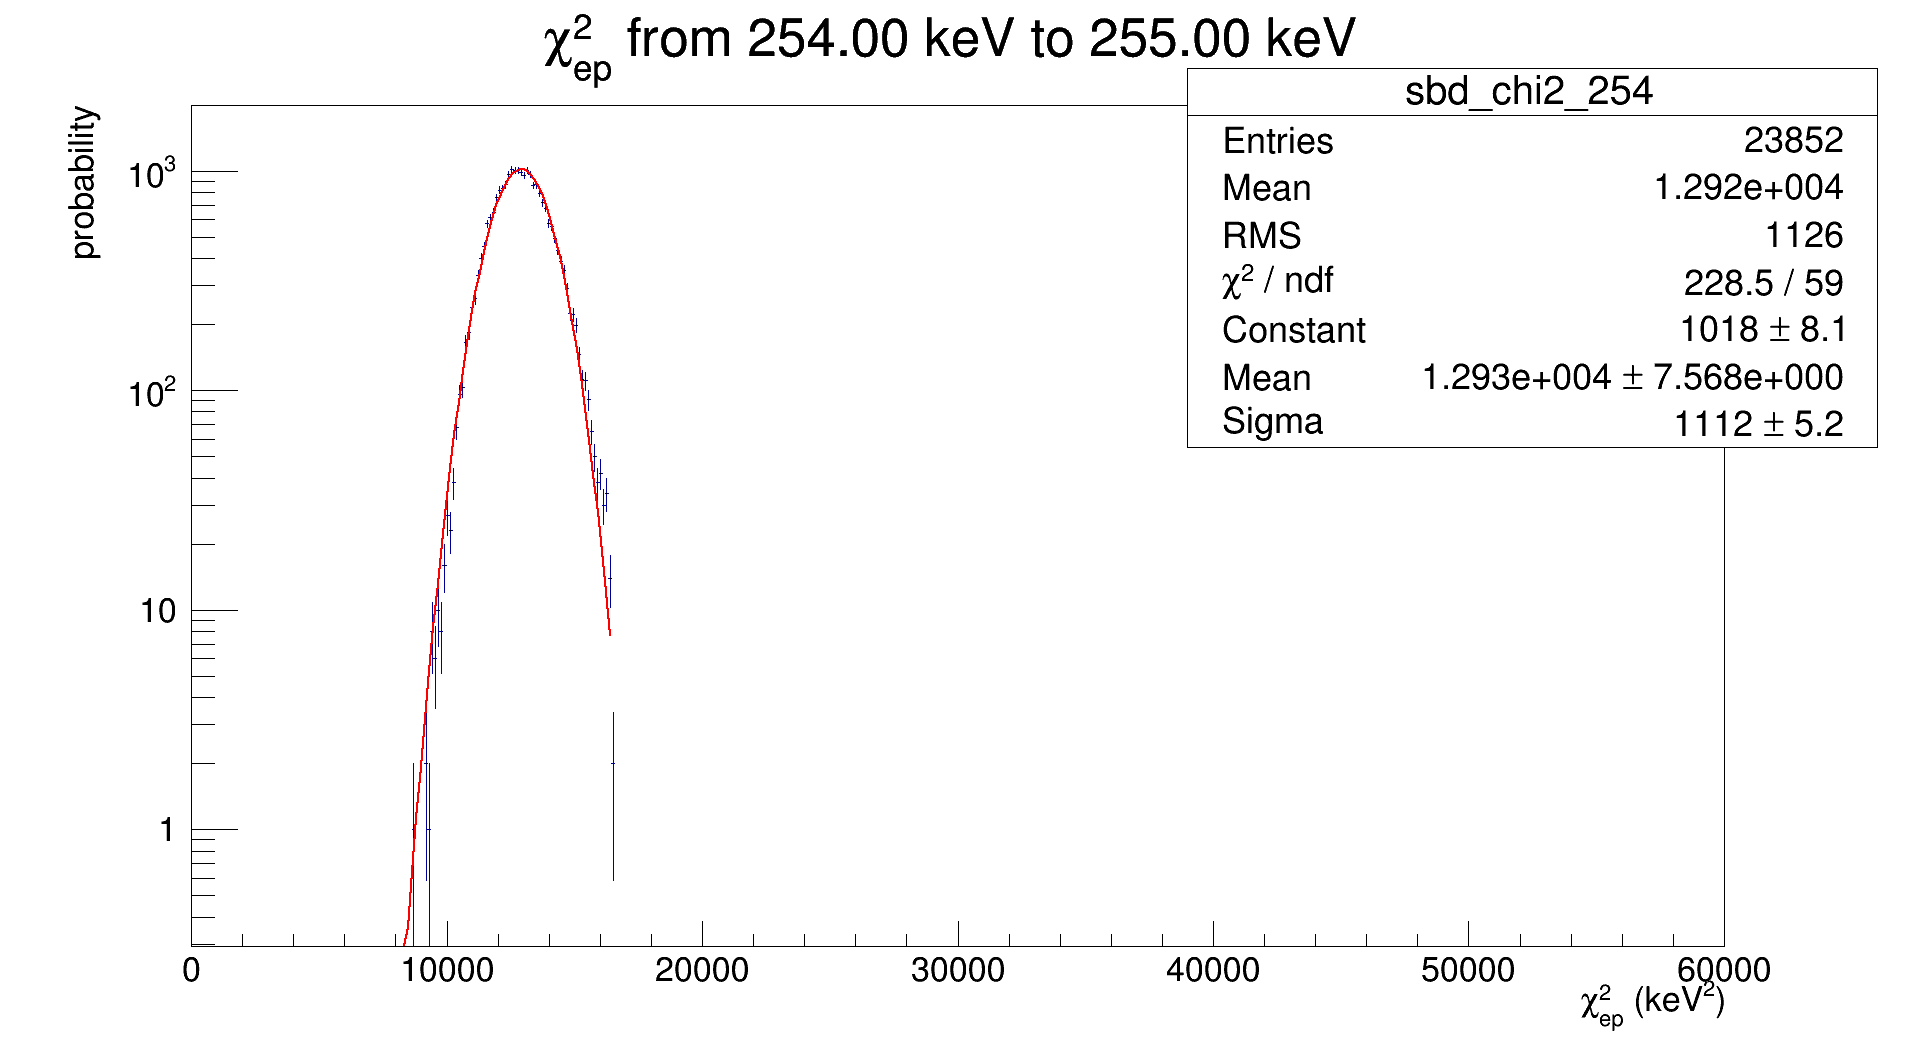 χ²ep from 254.00 keV to 255.00 keV
sbd_chi2_254
Entries 23852
Mean 1.292e+004
RMS 1126
χ² / ndf 228.5 / 59
Constant 1018 ± 8.1
Mean 1.293e+004 ± 7.568e+000
Sigma 1112 ± 5.2
probability
10³
10²
10
1
0 10000 20000 30000 40000 50000 60000
χ²ep (keV²)